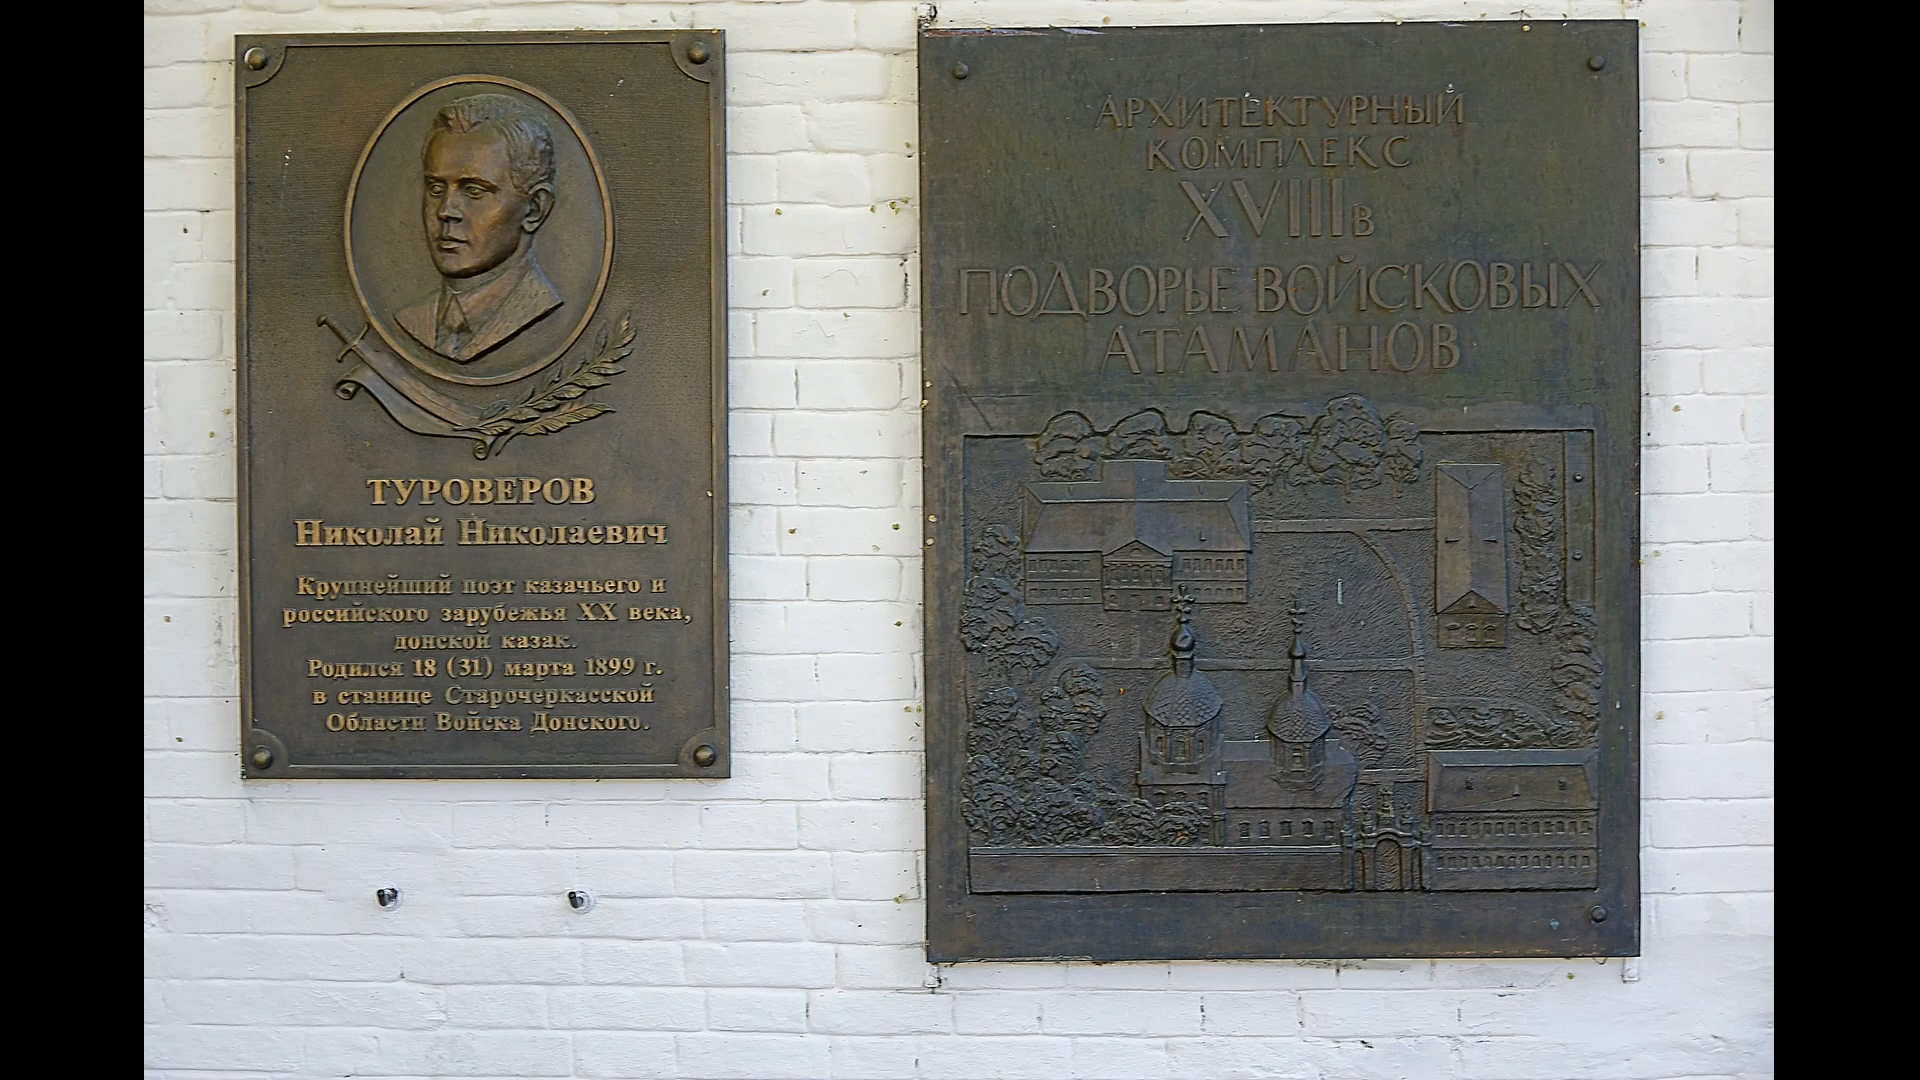 ТУРОВЕРОВ
Николай Николаевич
Крупнейший поэт казачьего и
российского зарубежья XX века,
донской казак.
Родился 18 (31) марта 1899 г.
в станице Старочеркасской
Области Войска Донского.
АРХИТЕКТУРНЫЙ
КОМПЛЕКС
XVIII в
ПОДВОРЬЕ ВОЙСКОВЫХ
АТАМАНОВ